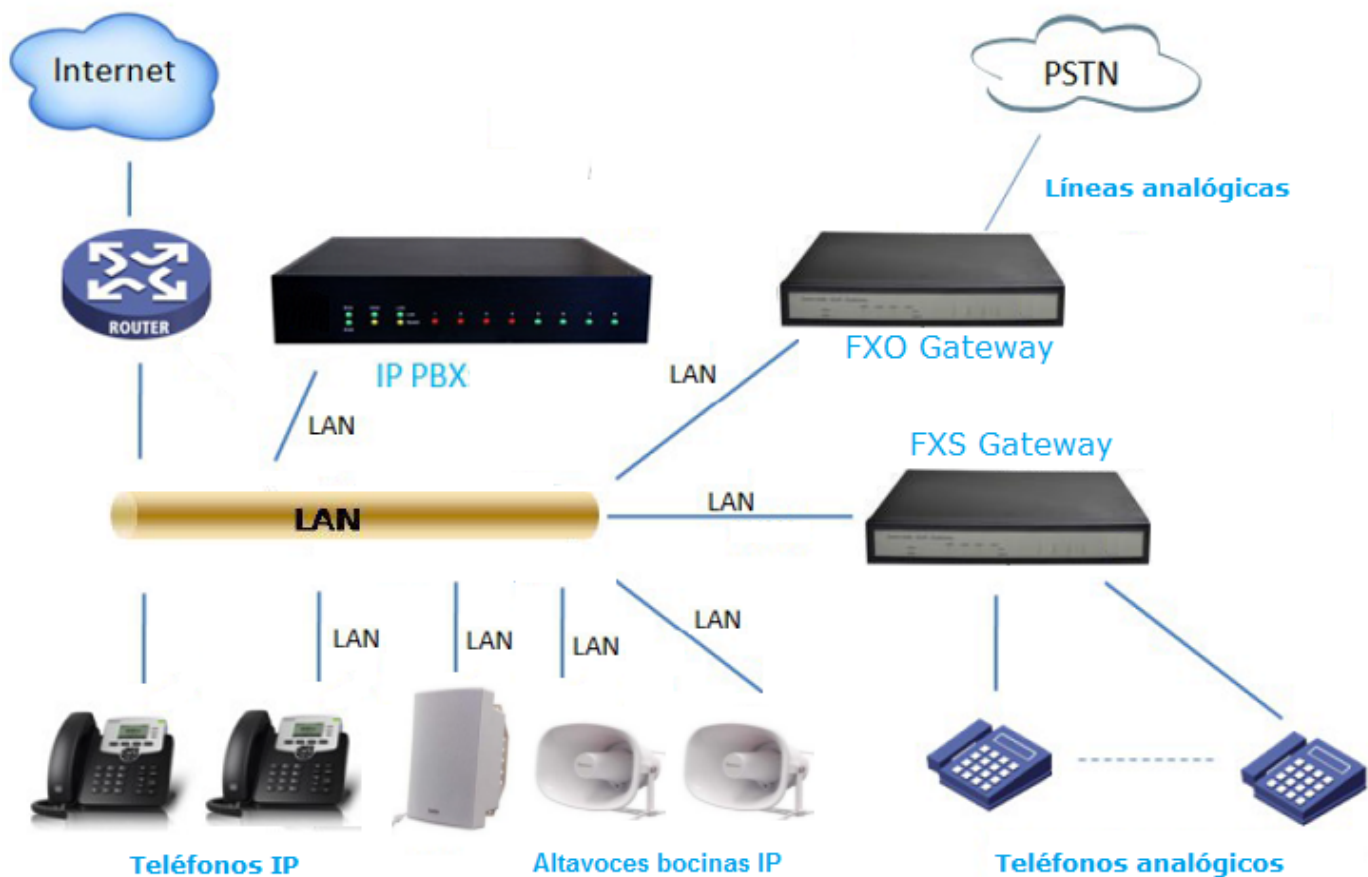 Internet
PSTN
Líneas analógicas
ROUTER
IP PBX
FXO Gateway
LAN
LAN
FXS Gateway
LAN
LAN
LAN
LAN
LAN
LAN
Teléfonos IP
Altavoces bocinas IP
Teléfonos analógicos